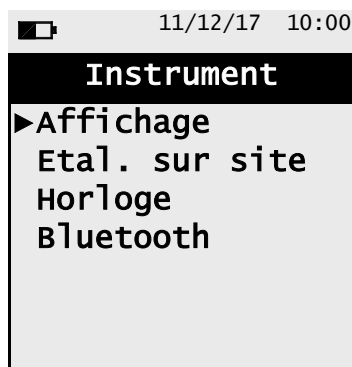 11/12/17 10:00
Instrument
►Affichage
Etal. sur site
Horloge
Bluetooth